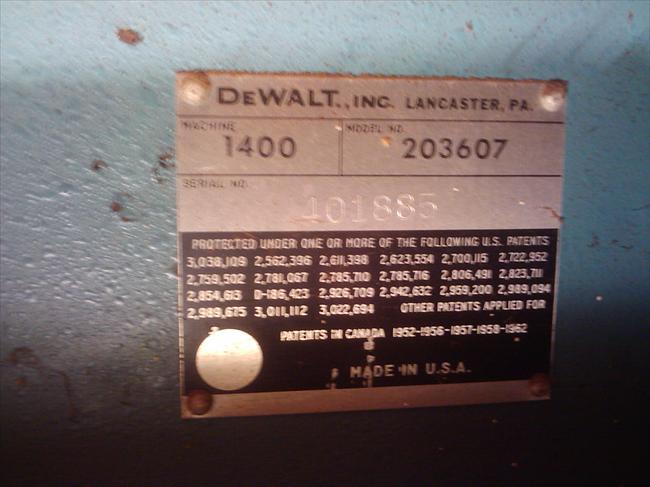 DEWALT., INC. LANCASTER, PA.
MACHINE MODEL NO.
1400 203607
SERIAL NO.
101885
PROTECTED UNDER ONE OR MORE OF THE FOLLOWING U.S. PATENTS
3,038,109 2,562,396 2,611,398 2,623,554 2,700,115 2,722,952
2,759,502 2,781,067 2,785,710 2,785,716 2,806,491 2,823,711
2,854,613 D-186,423 2,926,709 2,942,632 2,959,200 2,989,094
2,989,675 3,011,112 3,022,694 OTHER PATENTS APPLIED FOR
PATENTS IN CANADA 1952-1956-1957-1958-1962
MADE IN U.S.A.